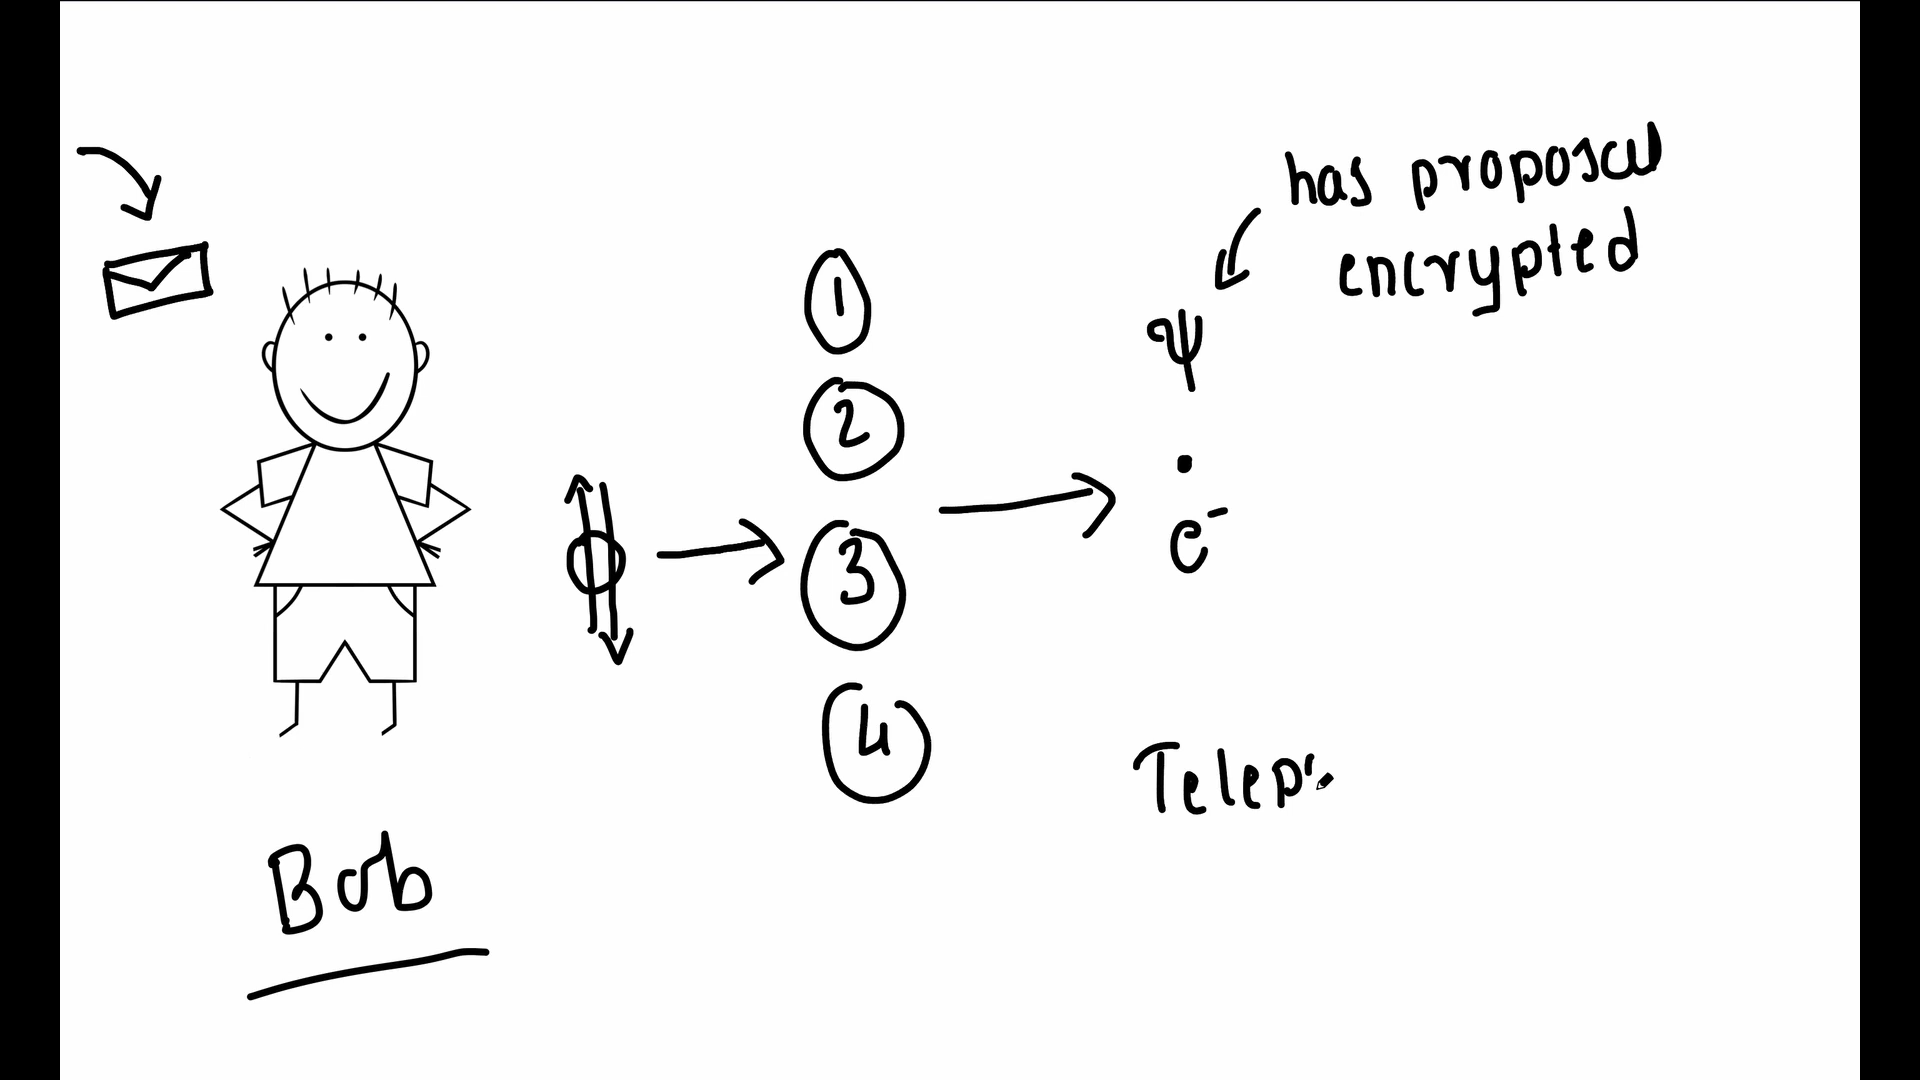 has proposal
encrypted
1
ψ
2
e-
3
4
Telep
Bob